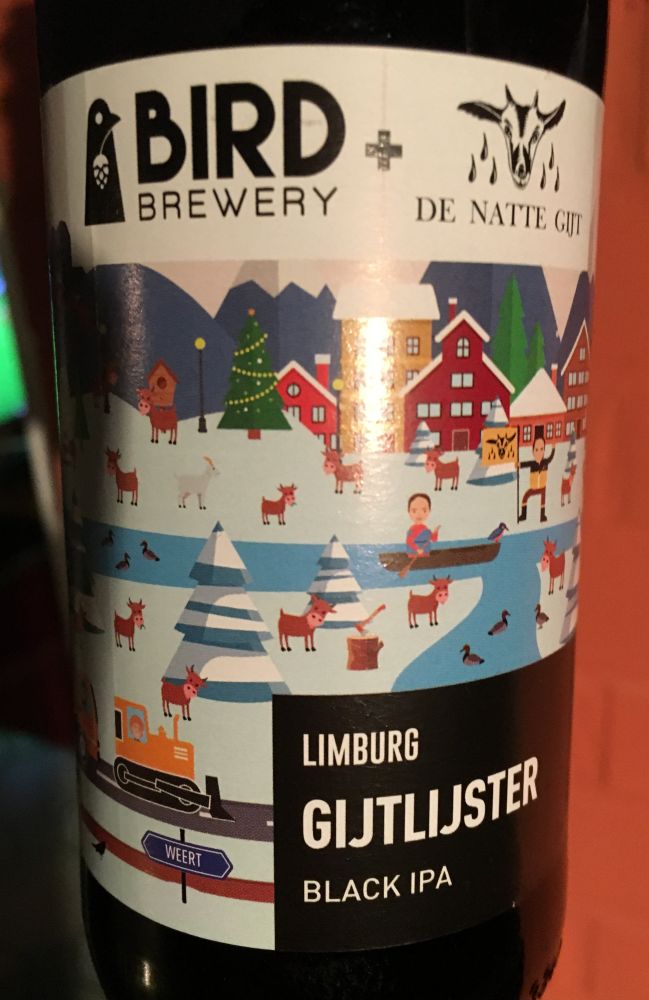 BIRD
BREWERY
+
DE NATTE GIJT
WEERT
LIMBURG
GIJTLIJSTER
BLACK IPA